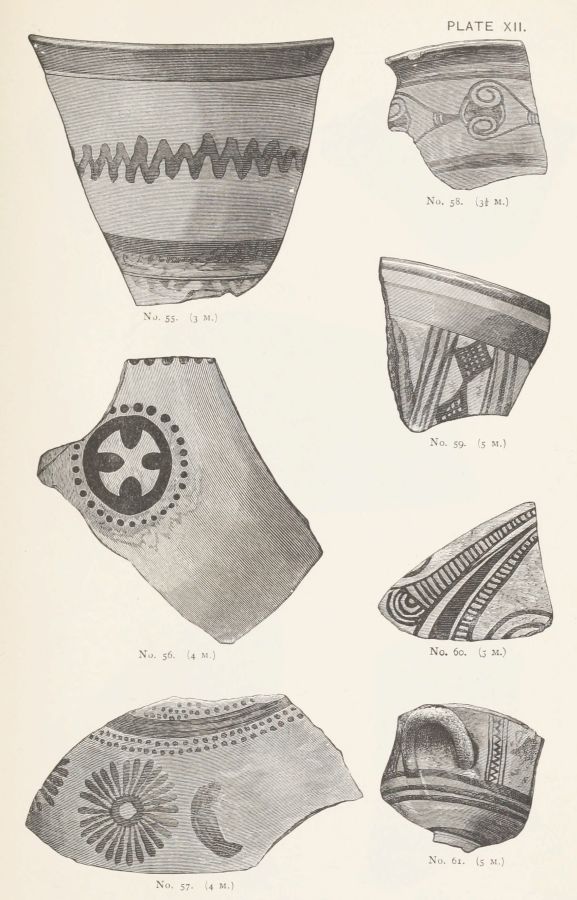 PLATE XII.
No. 55. (3 M.)
No. 58. (3½ M.)
No. 59. (5 M.)
No. 56. (4 M.)
No. 60. (5 M.)
No. 57. (4 M.)
No. 61. (5 M.)